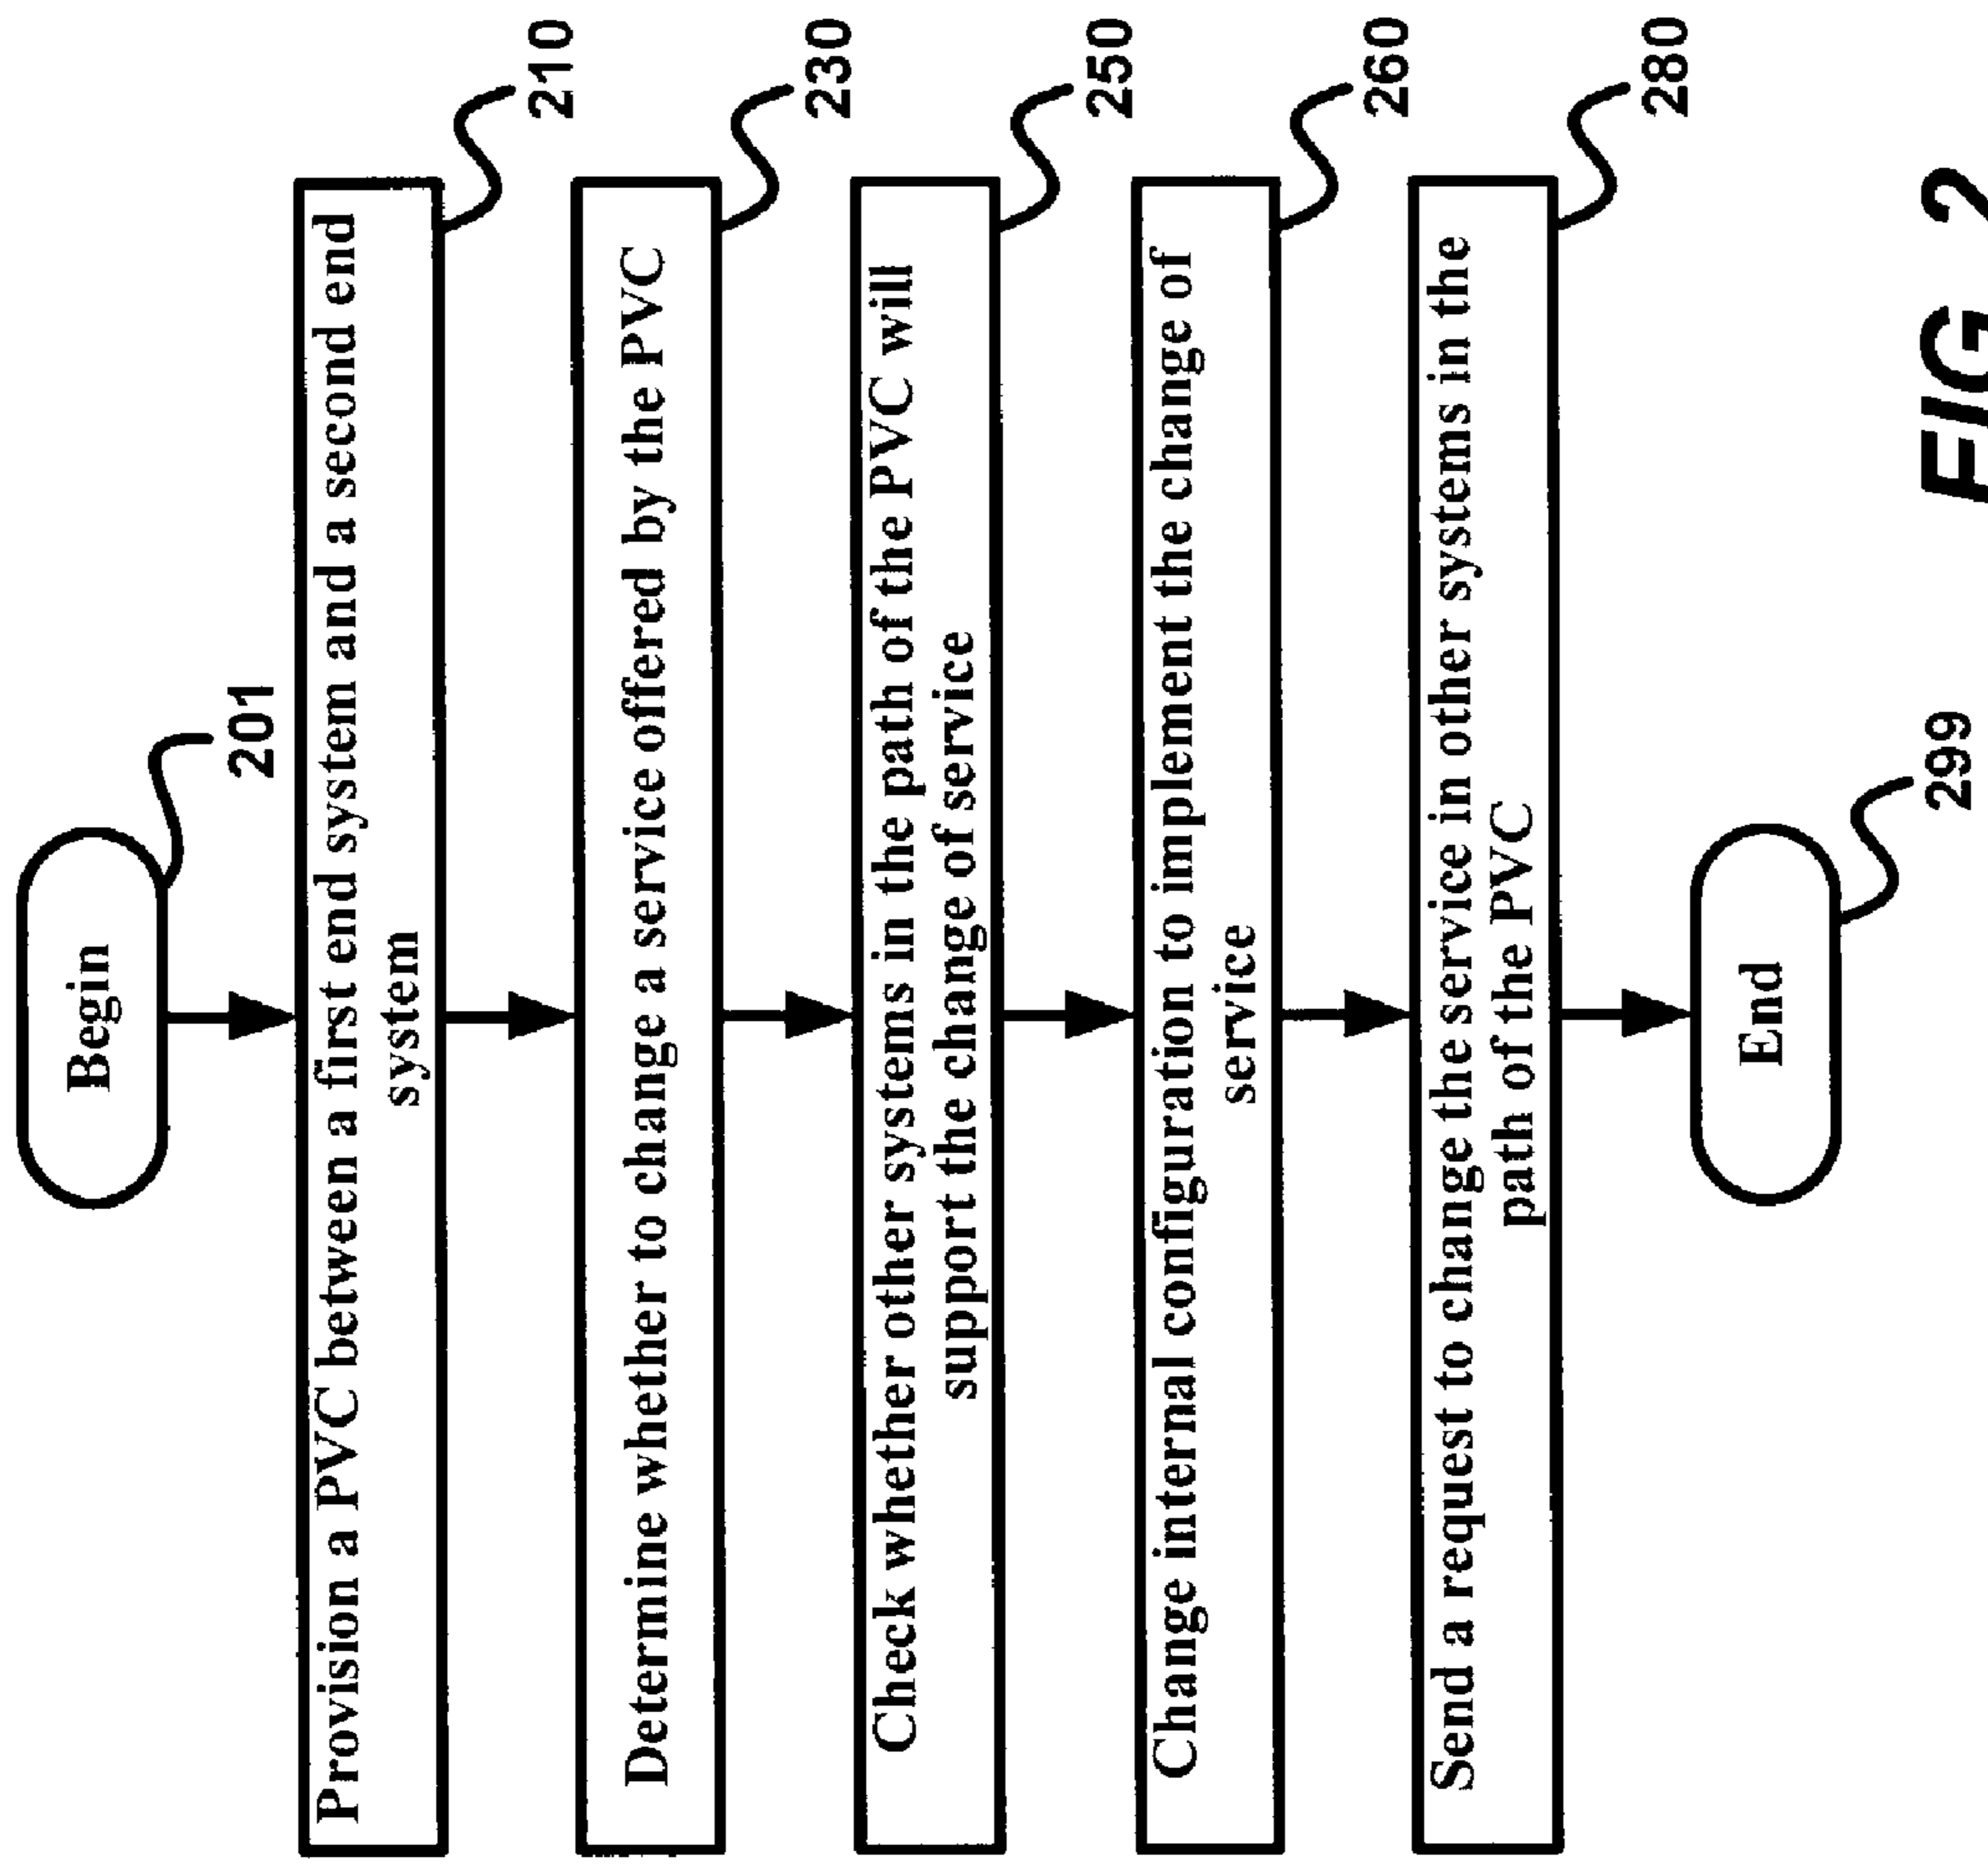 Begin
201
Provision a PVC between a first end system and a second end
system
210
Determine whether to change a service offered by the PVC
230
Check whether other systems in the path of the PVC will
support the change of service
250
Change internal configuration to implement the change of
service
260
Send a request to change the service in other systems in the
path of the PVC
280
End
299
FIG. 2